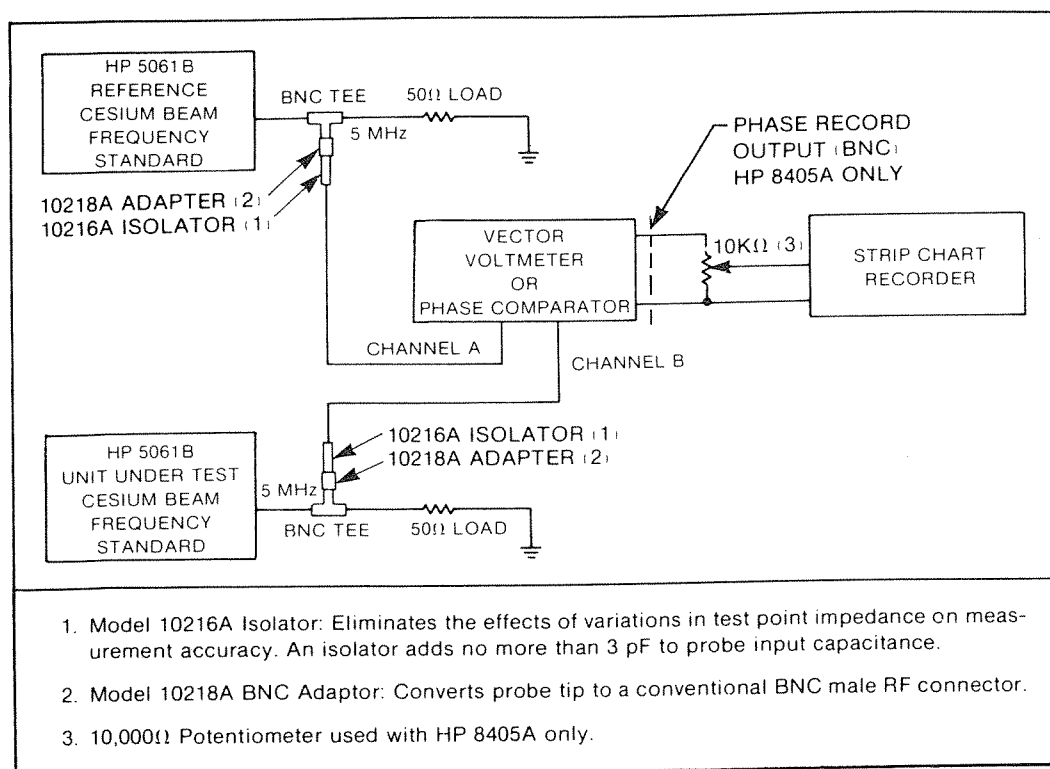 HP 5061B
REFERENCE
CESIUM BEAM
FREQUENCY
STANDARD
BNC TEE
50Ω LOAD
5 MHz
10218A ADAPTER (2)
10216A ISOLATOR (1)
PHASE RECORD
OUTPUT (BNC)
HP 8405A ONLY
VECTOR
VOLTMETER
OR
PHASE COMPARATOR
10KΩ (3)
STRIP CHART
RECORDER
CHANNEL A
CHANNEL B
HP 5061B
UNIT UNDER TEST
CESIUM BEAM
FREQUENCY
STANDARD
10216A ISOLATOR (1)
10218A ADAPTER (2)
5 MHz
BNC TEE
50Ω LOAD
1. Model 10216A Isolator: Eliminates the effects of variations in test point impedance on meas-
urement accuracy. An isolator adds no more than 3 pF to probe input capacitance.
2. Model 10218A BNC Adaptor: Converts probe tip to a conventional BNC male RF connector.
3. 10,000Ω Potentiometer used with HP 8405A only.